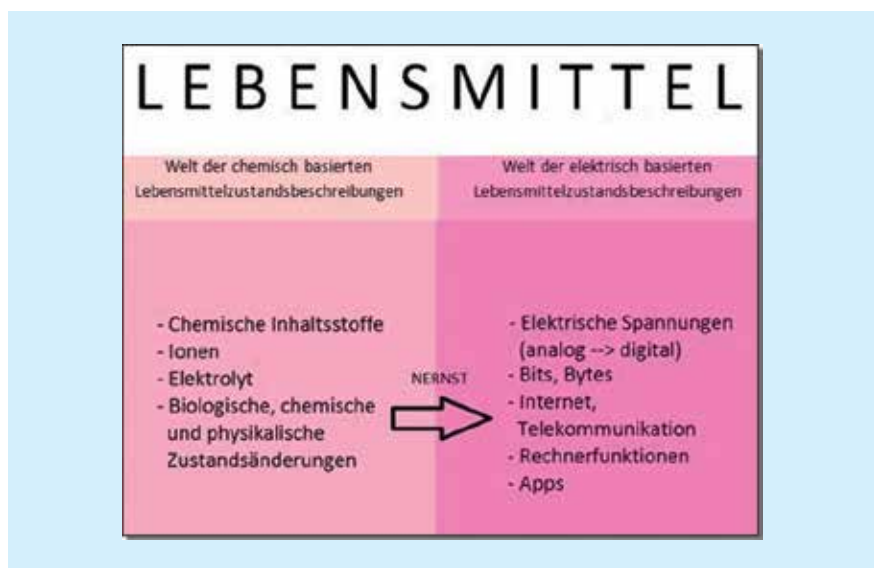 LEBENSMITTEL
Welt der chemisch basierten
Lebensmittelzustandsbeschreibungen
Welt der elektrisch basierten
Lebensmittelzustandsbeschreibungen
- Chemische Inhaltsstoffe
- Ionen
- Elektrolyt
- Biologische, chemische
und physikalische
Zustandsänderungen
NERNST
- Elektrische Spannungen
(analog --> digital)
- Bits, Bytes
- Internet,
Telekommunikation
- Rechnerfunktionen
- Apps